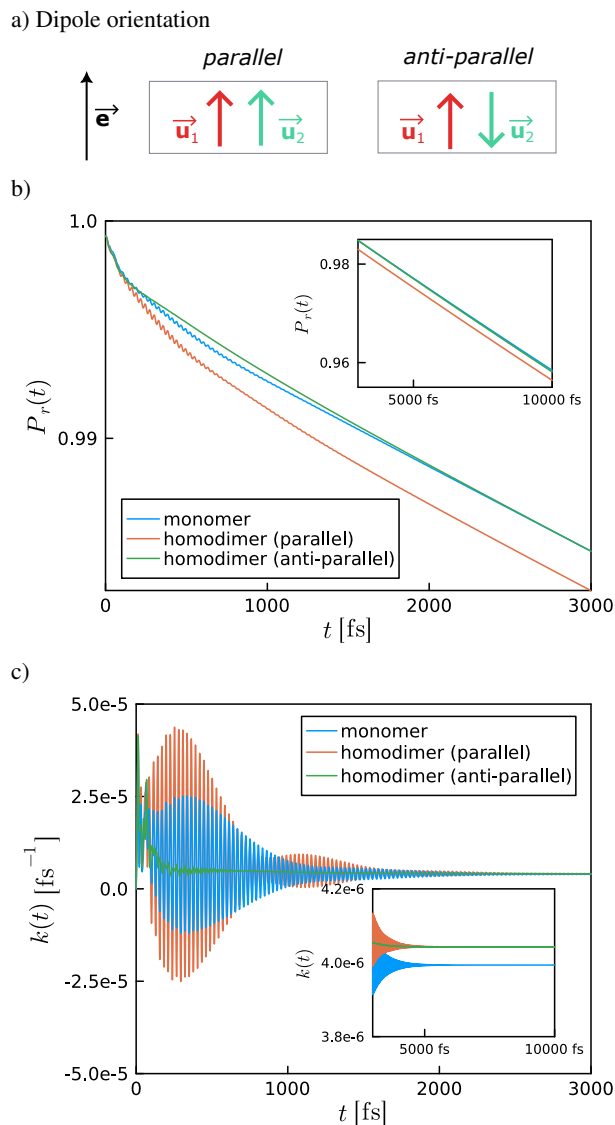 a) Dipole orientation
parallel
anti-parallel
e
u1
u2
u1
u2
b)
1.0
0.99
P_r(t)
0.98
0.96
P_r(t)
5000 fs
10000 fs
monomer
homodimer (parallel)
homodimer (anti-parallel)
0
1000
2000
3000
t [fs]
c)
5.0e-5
2.5e-5
0.0
-2.5e-5
-5.0e-5
k(t) [fs⁻¹]
monomer
homodimer (parallel)
homodimer (anti-parallel)
4.2e-6
4.0e-6
3.8e-6
k(t)
5000 fs
10000 fs
0
1000
2000
3000
t [fs]